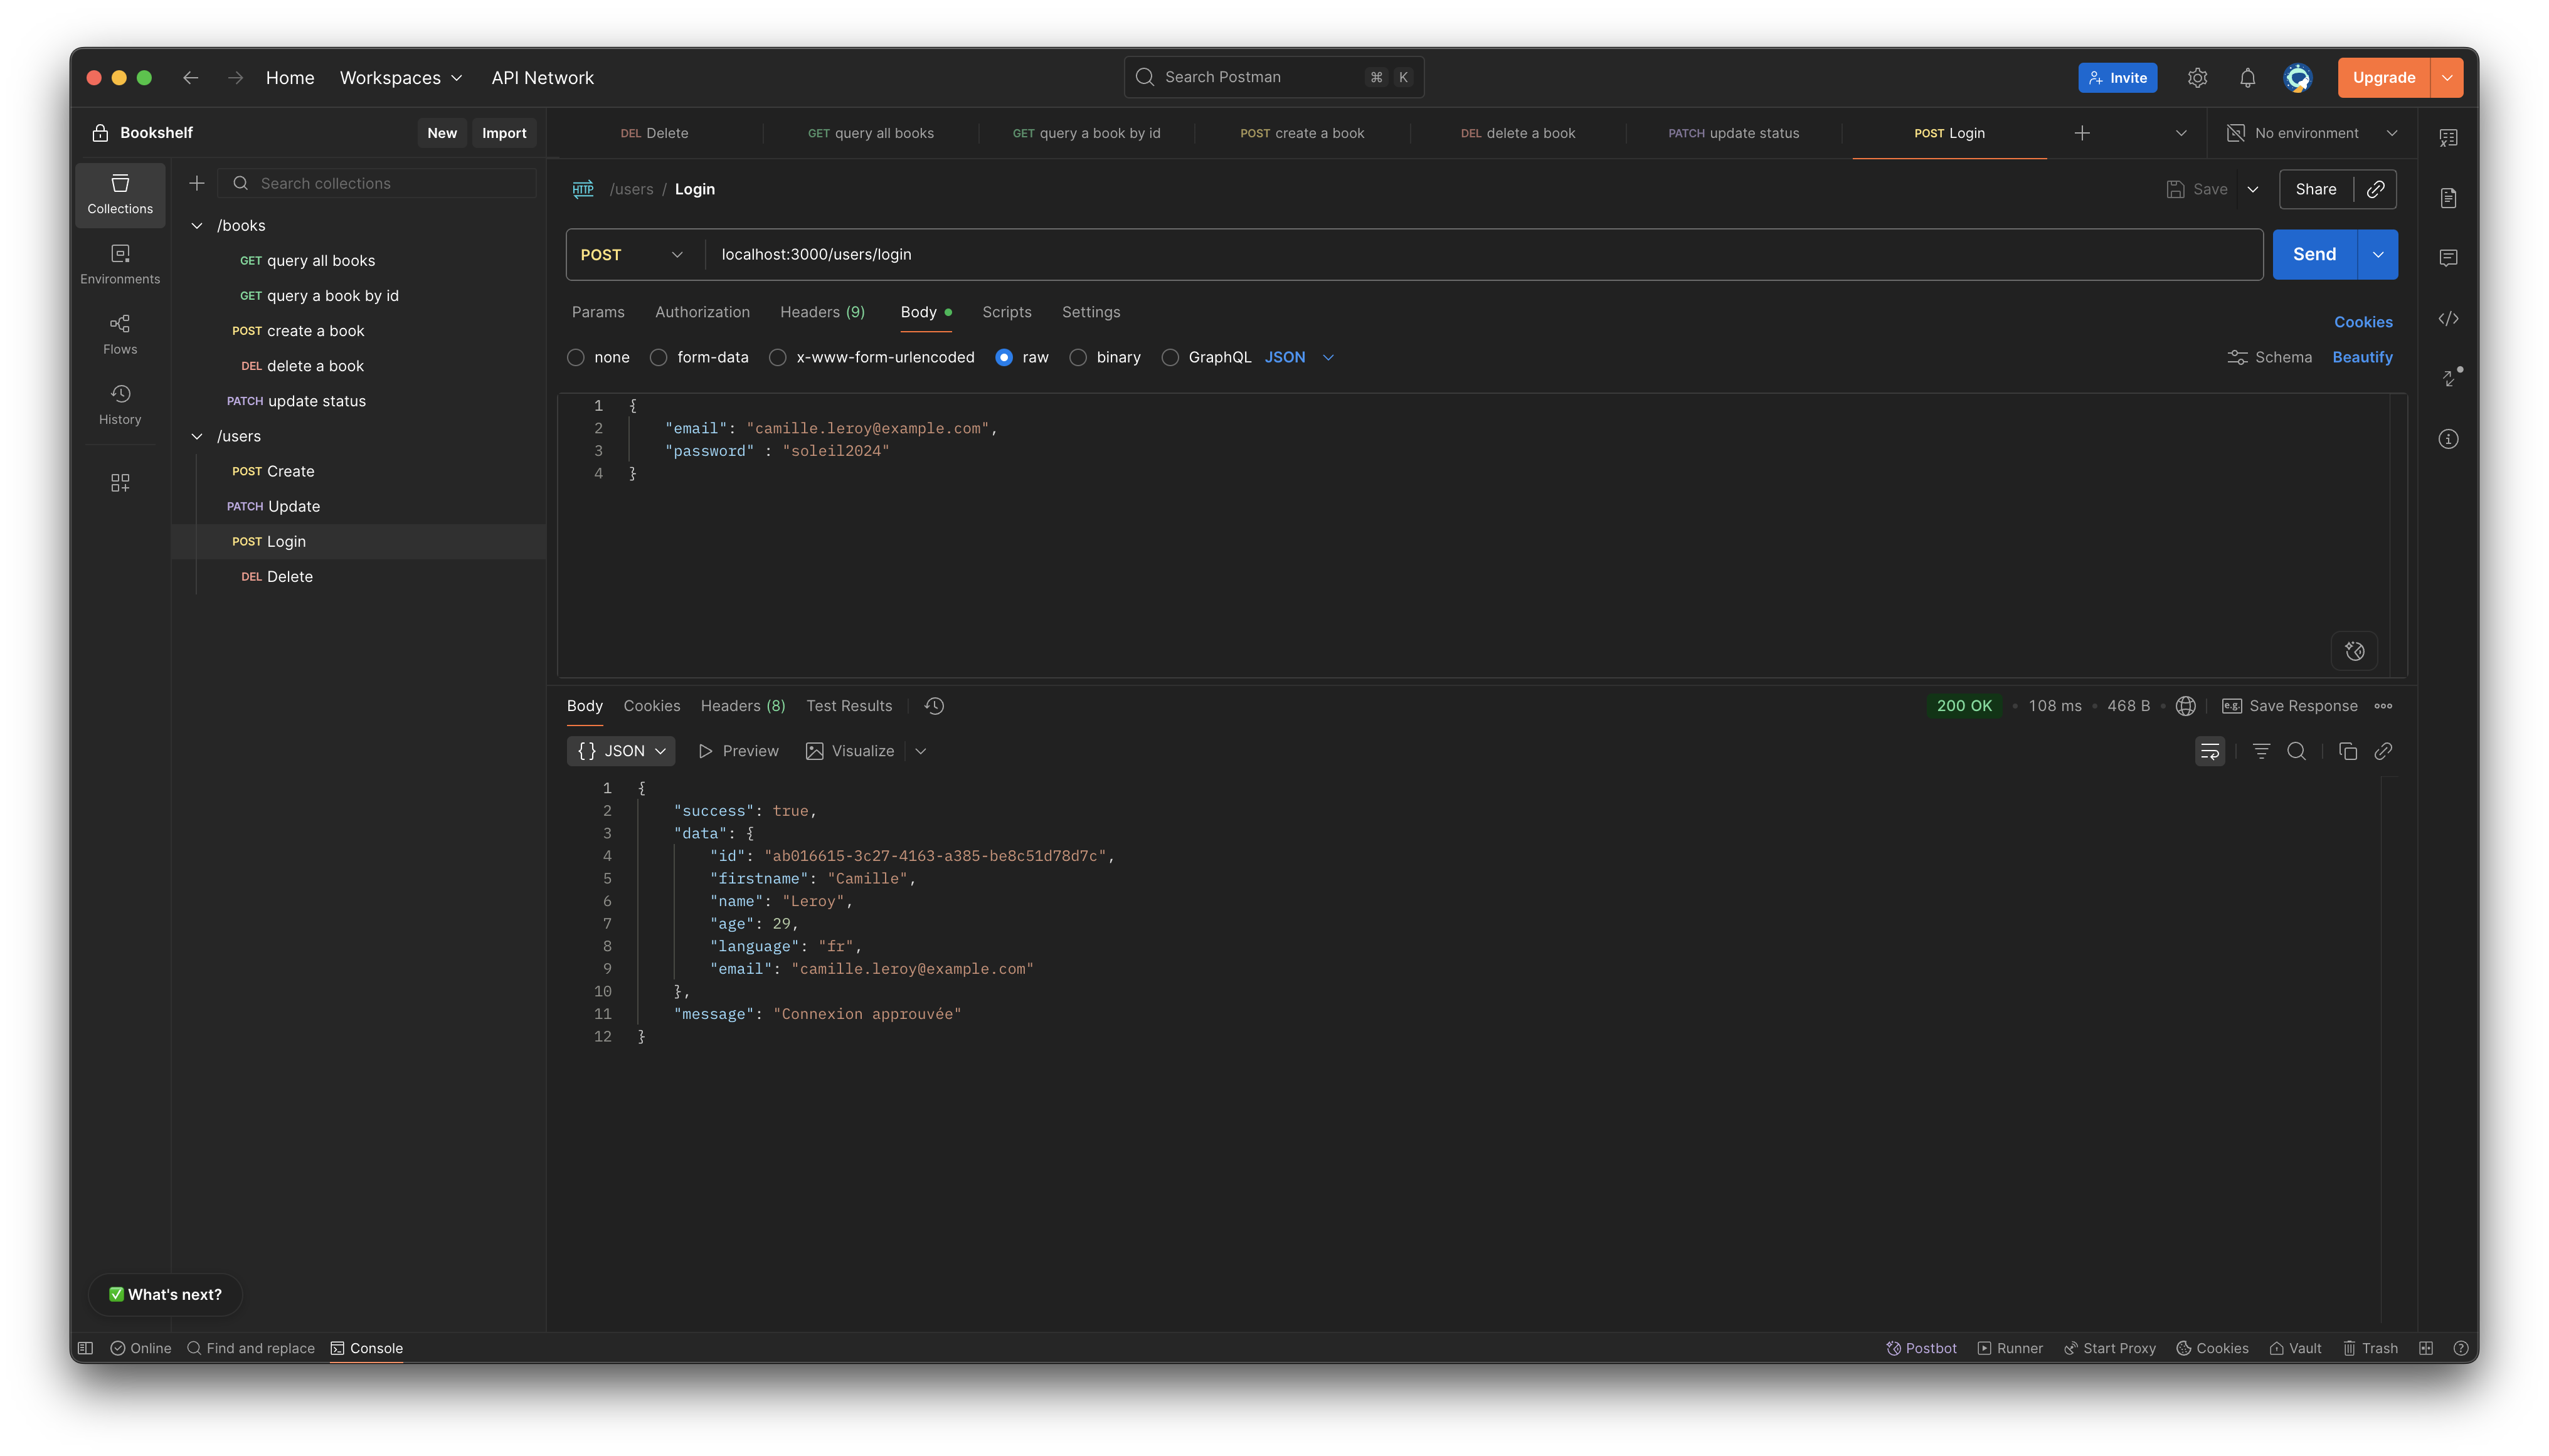 Home Workspaces API Network
Search Postman ⌘ K
Invite Upgrade
Bookshelf New Import
DEL Delete GET query all books GET query a book by id POST create a book DEL delete a book PATCH update status POST Login
No environment
Collections
Environments
Flows
History
Search collections
/books
GET query all books
GET query a book by id
POST create a book
DEL delete a book
PATCH update status
/users
POST Create
PATCH Update
POST Login
DEL Delete
HTTP /users / Login
Save Share
POST localhost:3000/users/login Send
Params Authorization Headers (9) Body Scripts Settings
Cookies
none form-data x-www-form-urlencoded raw binary GraphQL JSON
Schema Beautify
1 {
2 "email": "camille.leroy@example.com",
3 "password" : "soleil2024"
4 }
Body Cookies Headers (8) Test Results
200 OK • 108 ms • 468 B e.g. Save Response
{} JSON Preview Visualize
1 {
2 "success": true,
3 "data": {
4 "id": "ab016615-3c27-4163-a385-be8c51d78d7c",
5 "firstname": "Camille",
6 "name": "Leroy",
7 "age": 29,
8 "language": "fr",
9 "email": "camille.leroy@example.com"
10 },
11 "message": "Connexion approuvée"
12 }
What's next?
Online Find and replace Console
Postbot Runner Start Proxy Cookies Vault Trash